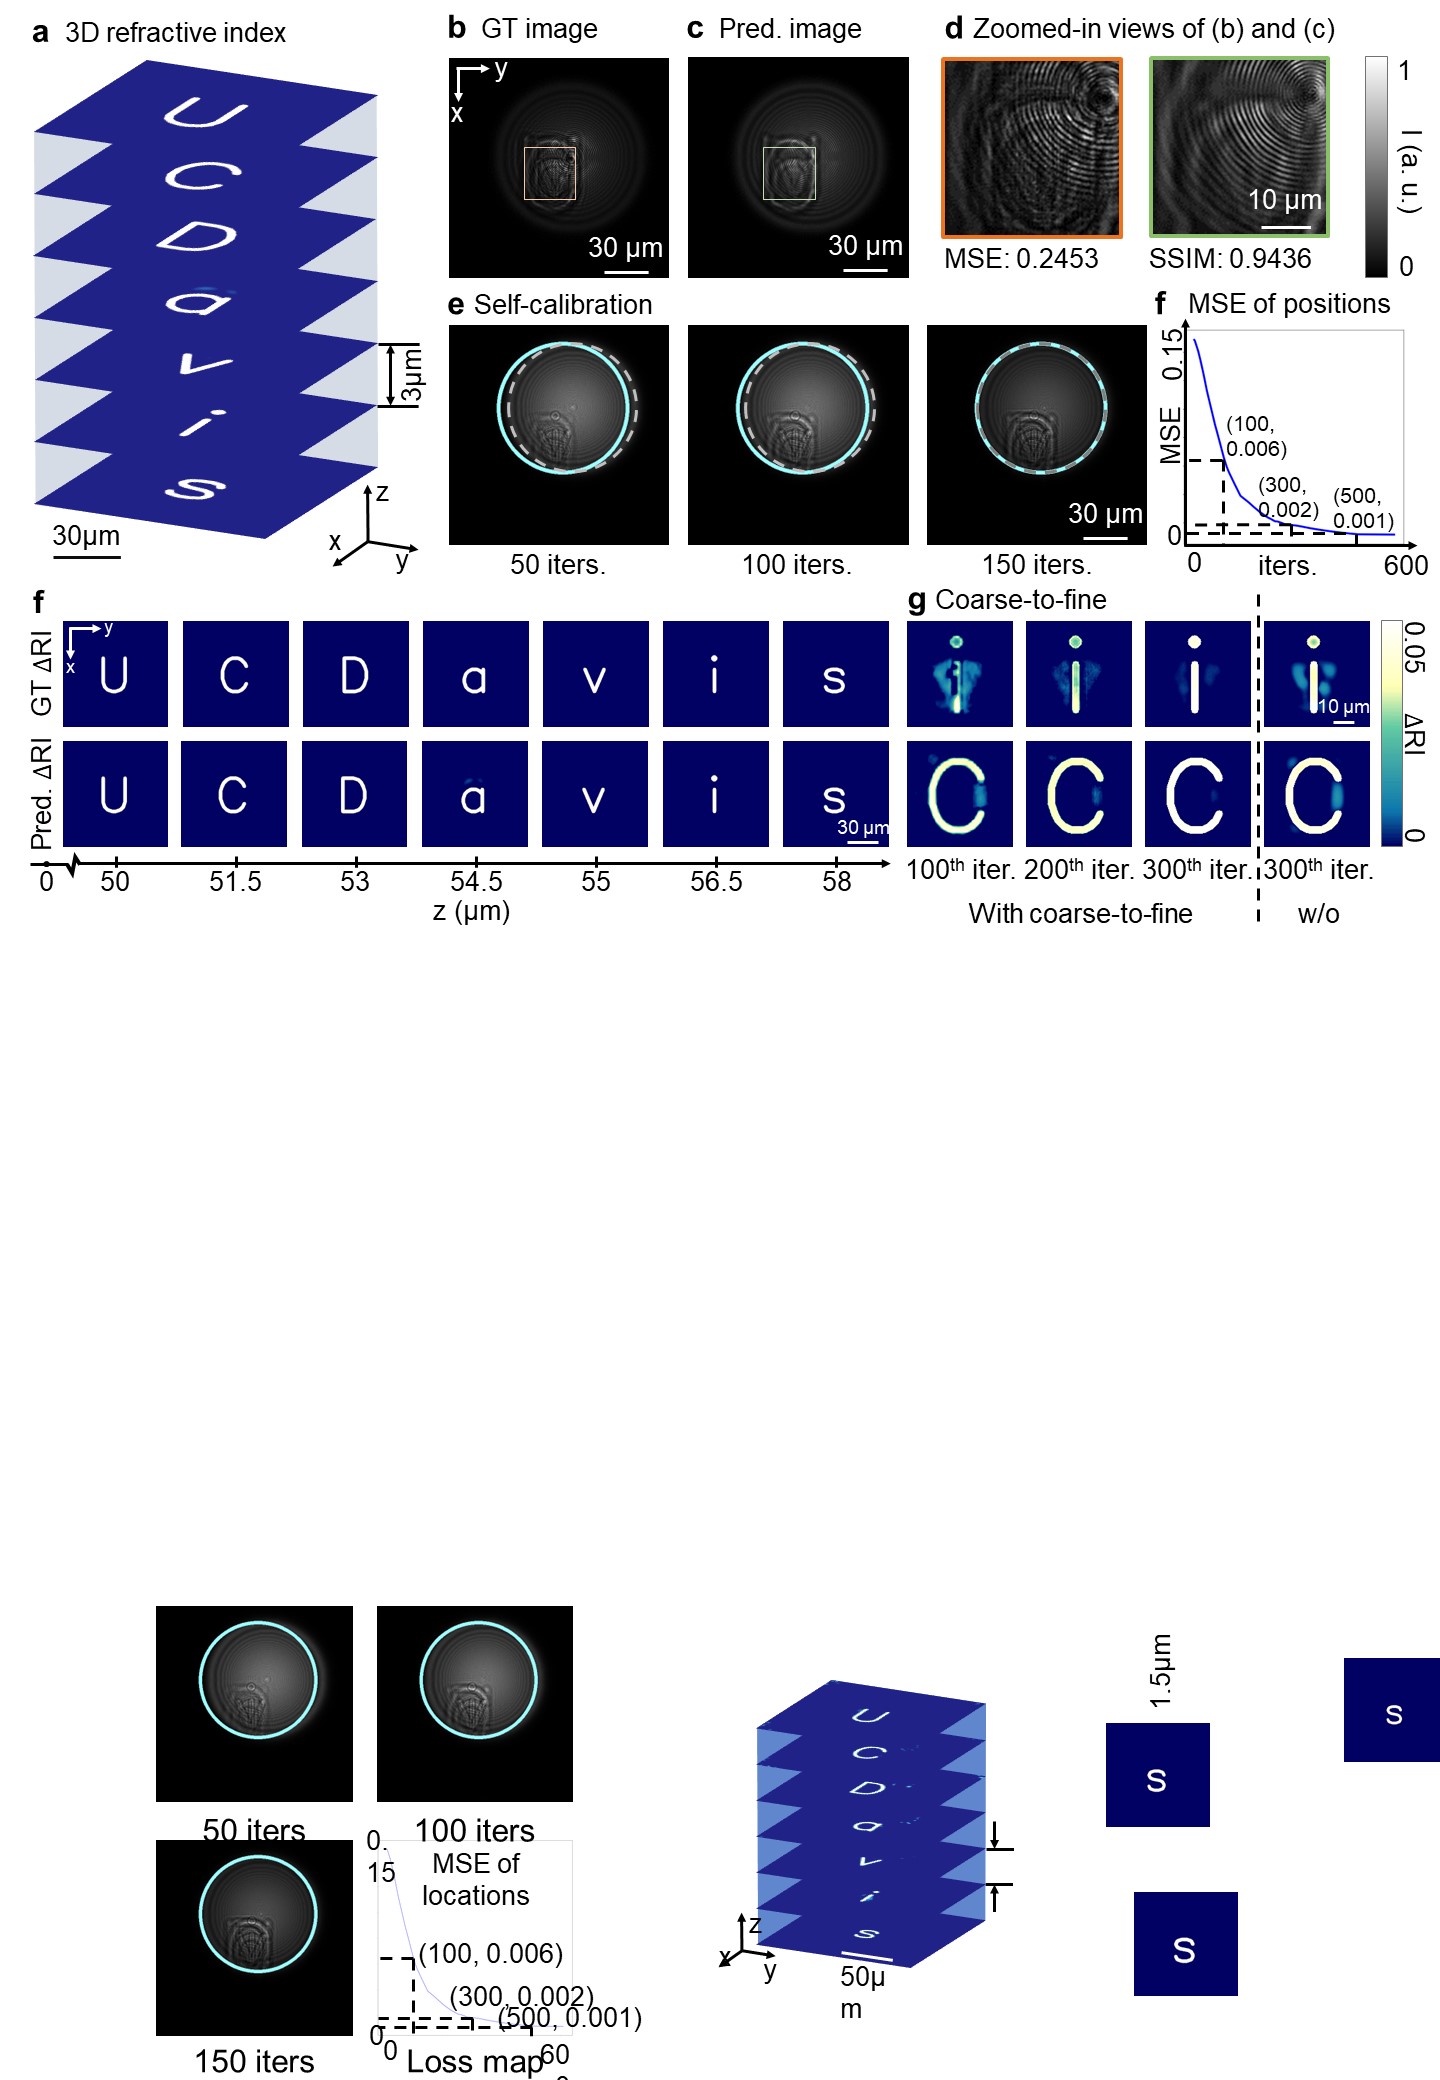 a 3D refractive index
U
C
D
a
v
i
s
3μm
30μm
z
x
y
b GT image
y
x
30 μm
c Pred. image
30 μm
d Zoomed-in views of (b) and (c)
10 μm
MSE: 0.2453
SSIM: 0.9436
1
I (a. u.)
0
e Self-calibration
30 μm
50 iters.
100 iters.
150 iters.
f MSE of positions
0.15
MSE
0
(100,
0.006)
(300,
0.002)
(500,
0.001)
0
iters.
600
f
GT ΔRI
y
x
U
C
D
a
v
i
s
Pred. ΔRI
U
C
D
a
v
i
s
30 μm
0
50
51.5
53
54.5
55
56.5
58
z (μm)
g Coarse-to-fine
i
i
i
i
10 μm
C
C
C
C
0.05
ΔRI
0
100th iter.
200th iter.
300th iter.
300th iter.
With coarse-to-fine
w/o
50 iters
100 iters
150 iters
0.
15
MSE of
locations
(100, 0.006)
(300, 0.002)
(500, 0.001)
0
0
Loss map
60
U
C
D
a
v
i
s
z
x
y
50μ
m
1.5μm
s
s
s